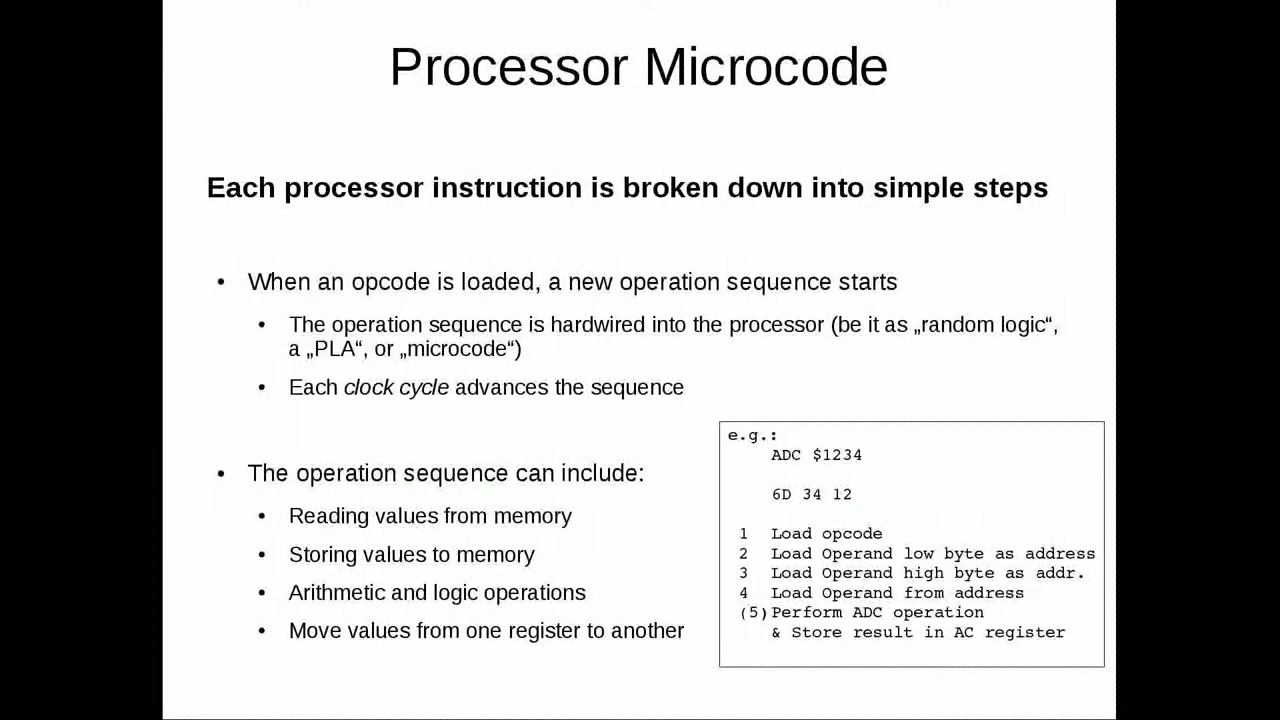 Processor Microcode
Each processor instruction is broken down into simple steps
• When an opcode is loaded, a new operation sequence starts
• The operation sequence is hardwired into the processor (be it as „random logic“,
a „PLA“, or „microcode“)
• Each clock cycle advances the sequence
• The operation sequence can include:
• Reading values from memory
• Storing values to memory
• Arithmetic and logic operations
• Move values from one register to another
e.g.:
ADC $1234
6D 34 12
1 Load opcode
2 Load Operand low byte as address
3 Load Operand high byte as addr.
4 Load Operand from address
(5)Perform ADC operation
& Store result in AC register